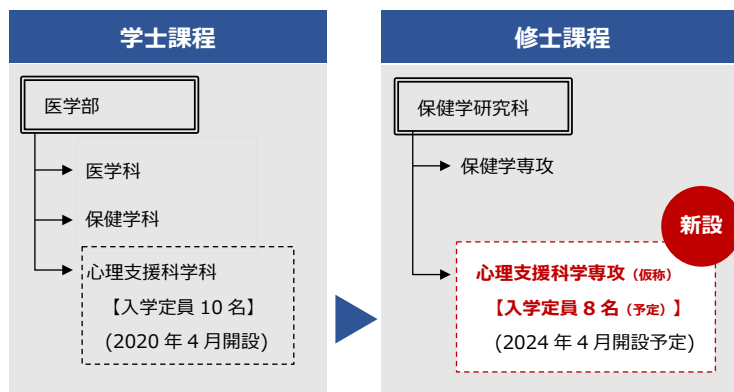 学士課程
医学部
医学科
保健学科
心理支援科学科
【入学定員 10 名】
(2020 年 4 月開設)
修士課程
保健学研究科
保健学専攻
新設
心理支援科学専攻（仮称）
【入学定員 8 名（予定）】
(2024 年 4 月開設予定)